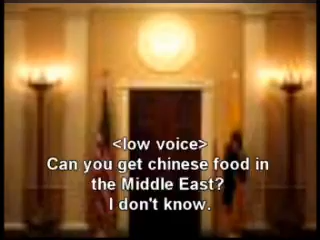 <low voice>
Can you get chinese food in
the Middle East?
I don't know.